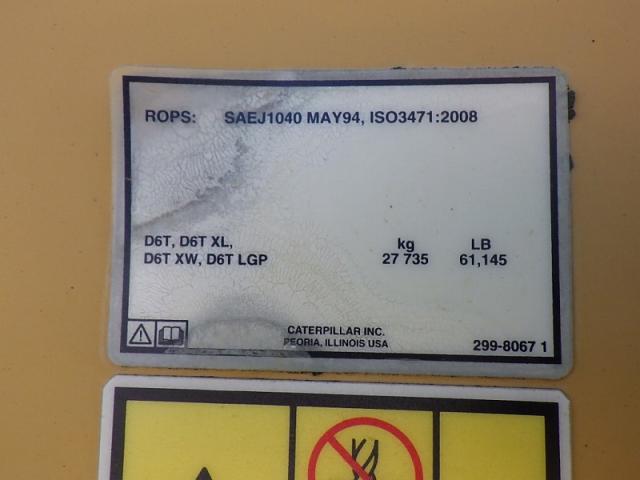 ROPS: SAEJ1040 MAY94, ISO3471:2008
D6T, D6T XL, kg LB
D6T XW, D6T LGP 27 735 61,145
CATERPILLAR INC.
PEORIA, ILLINOIS USA
299-8067 1